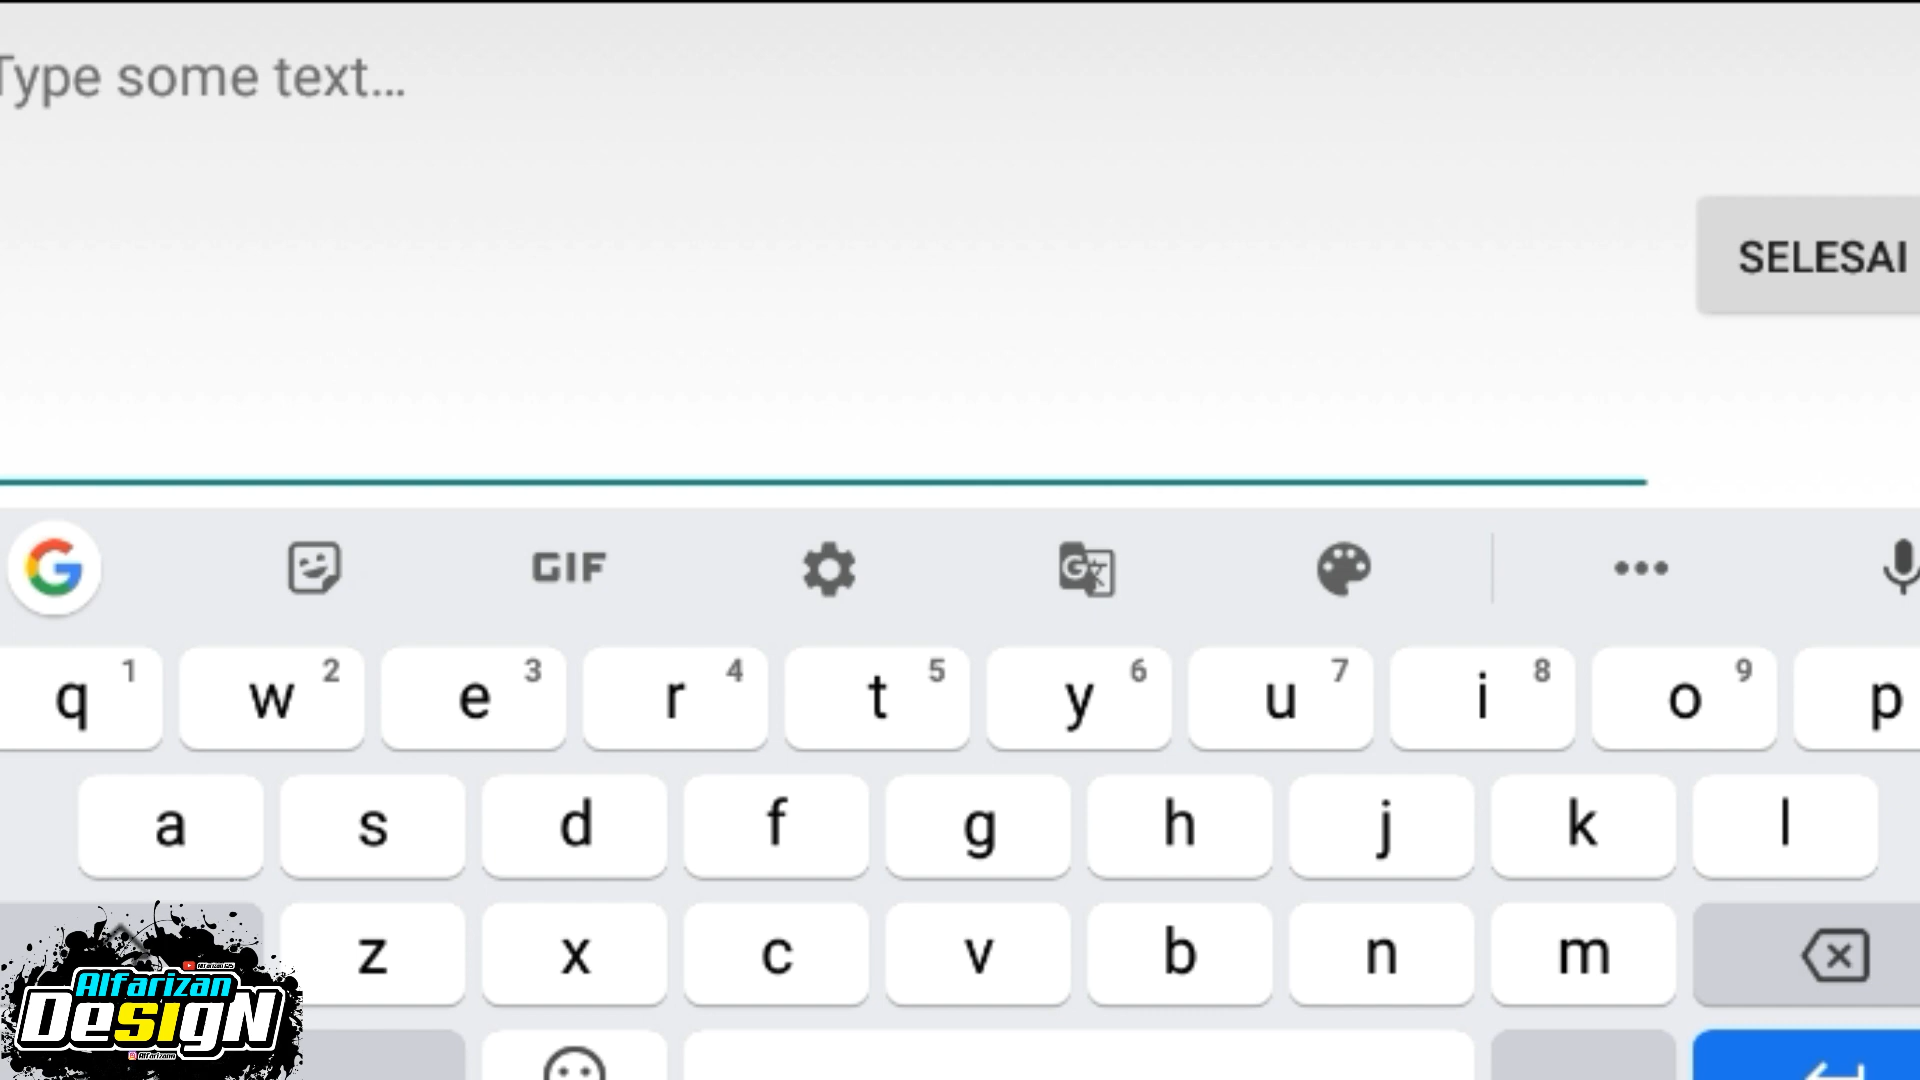 Type some text...
SELESAI
GIF
q 1 w 2 e 3 r 4 t 5 y 6 u 7 i 8 o 9 p
a s d f g h j k l
z x c v b n m
Alfarizan
DesigN